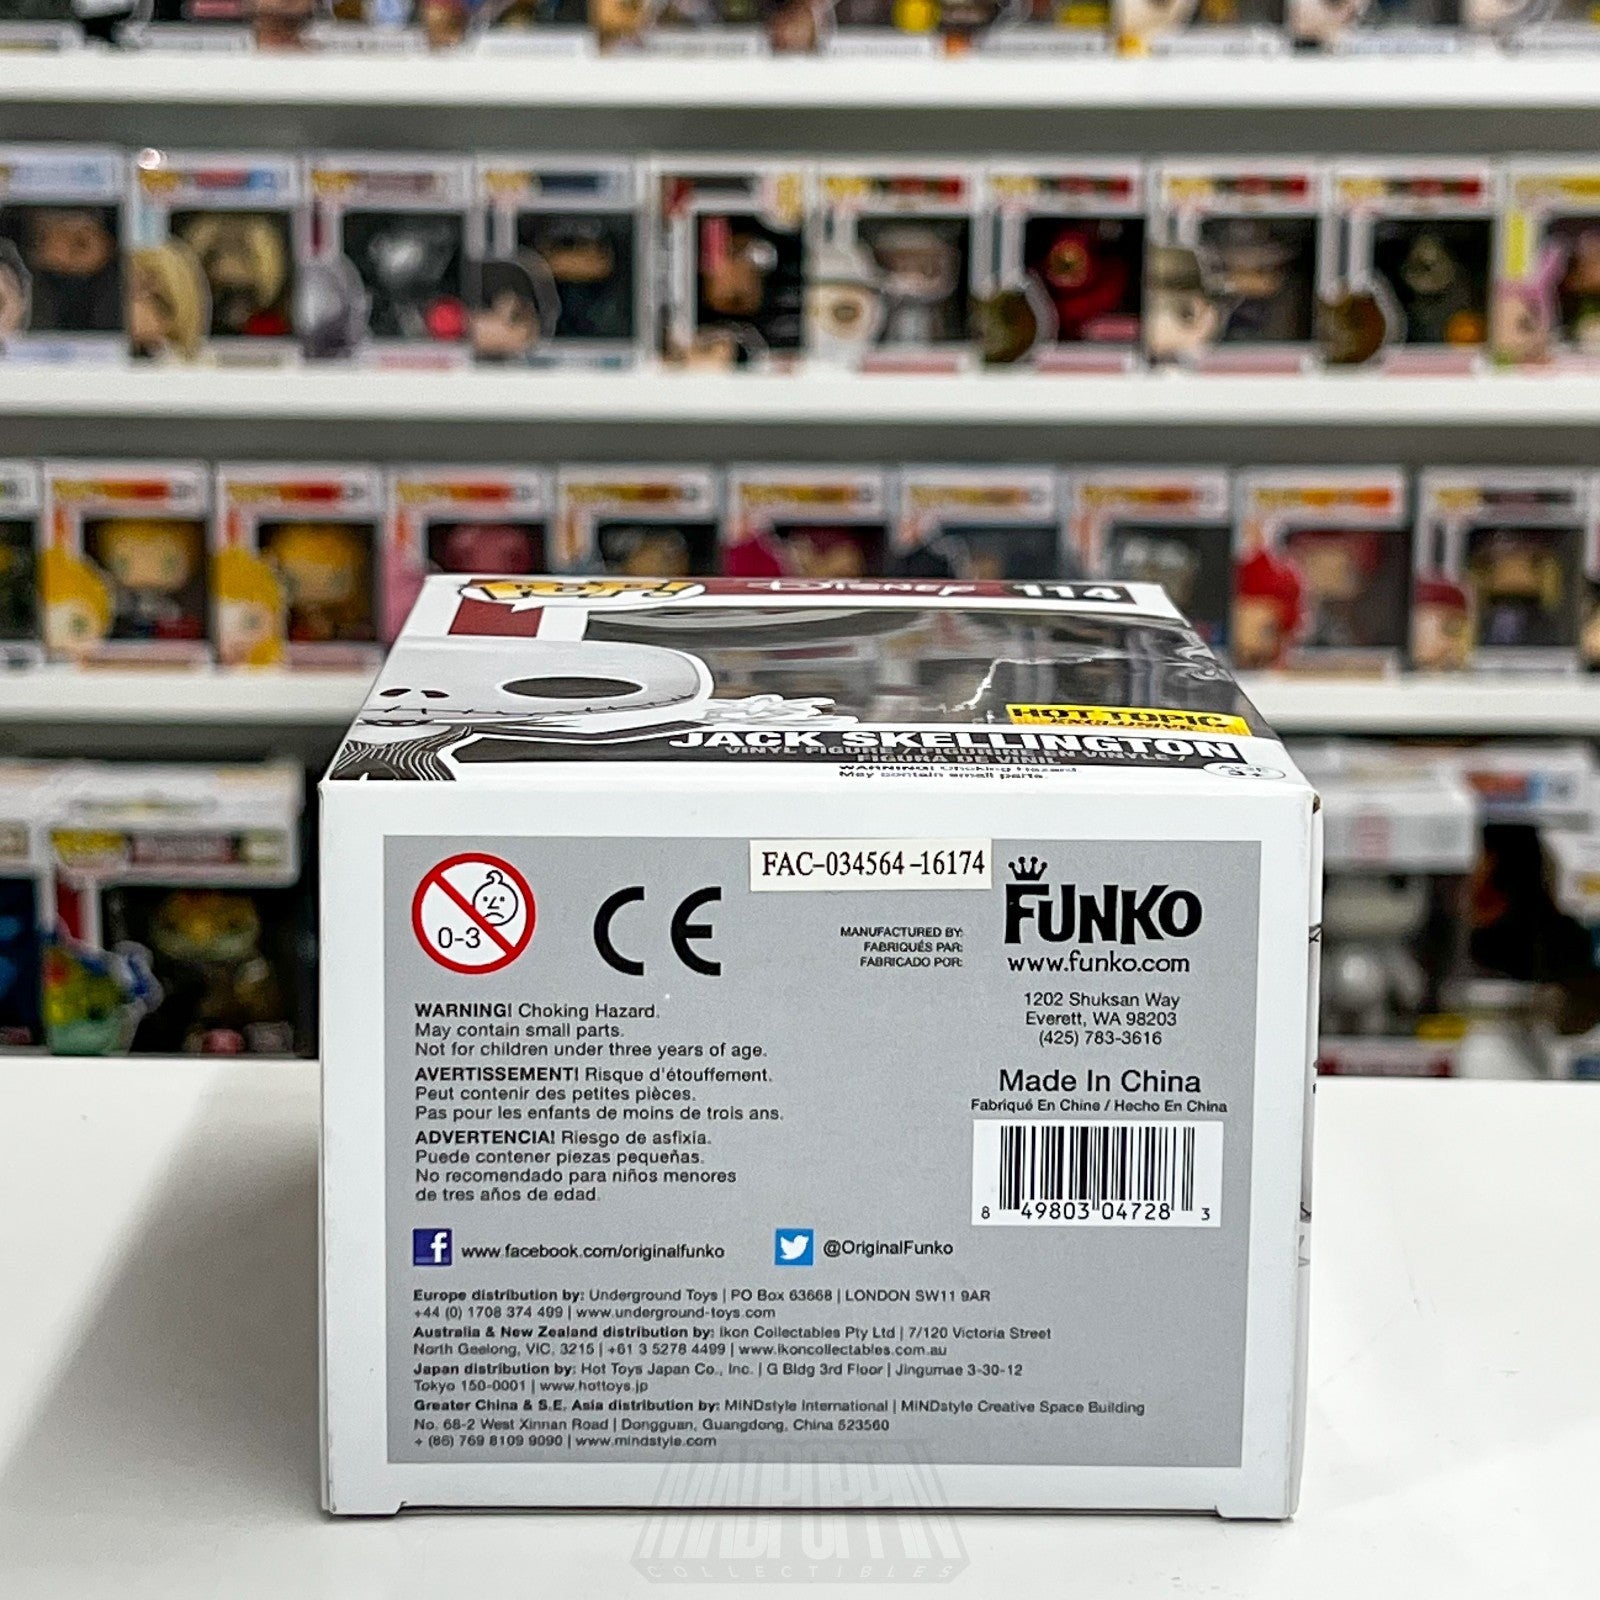 POP! Disney 114
HOT TOPIC
EXCLUSIVE
JACK SKELLINGTON
VINYL FIGURE / FIGURINE EN VINYLE /
FIGURA DE VINIL
WARNING! Choking Hazard.
May contain small parts.
FAC-034564-16174
0-3
CE
MANUFACTURED BY:
FABRIQUÉS PAR:
FABRICADO POR:
FUNKO
www.funko.com
1202 Shuksan Way
Everett, WA 98203
(425) 783-3616
Made In China
Fabriqué En Chine / Hecho En China
8 49803 04728 3
WARNING! Choking Hazard.
May contain small parts.
Not for children under three years of age.
AVERTISSEMENT! Risque d'étouffement.
Peut contenir des petites pièces.
Pas pour les enfants de moins de trois ans.
ADVERTENCIA! Riesgo de asfixia.
Puede contener piezas pequeñas.
No recomendado para niños menores
de tres años de edad.
www.facebook.com/originalfunko
@OriginalFunko
Europe distribution by: Underground Toys | PO Box 63668 | LONDON SW11 9AR
+44 (0) 1708 374 499 | www.underground-toys.com
Australia & New Zealand distribution by: Ikon Collectables Pty Ltd | 7/120 Victoria Street
North Geelong, VIC, 3215 | +61 3 5278 4499 | www.ikoncollectables.com.au
Japan distribution by: Hot Toys Japan Co., Inc. | G Bldg 3rd Floor | Jingumae 3-30-12
Tokyo 150-0001 | www.hottoys.jp
Greater China & S.E. Asia distribution by: MINDstyle International | MINDstyle Creative Space Building
No. 68-2 West Xinnan Road | Dongguan, Guangdong, China 523560
+ (86) 769 8109 9090 | www.mindstyle.com
MADPOPPIN
COLLECTIBLES